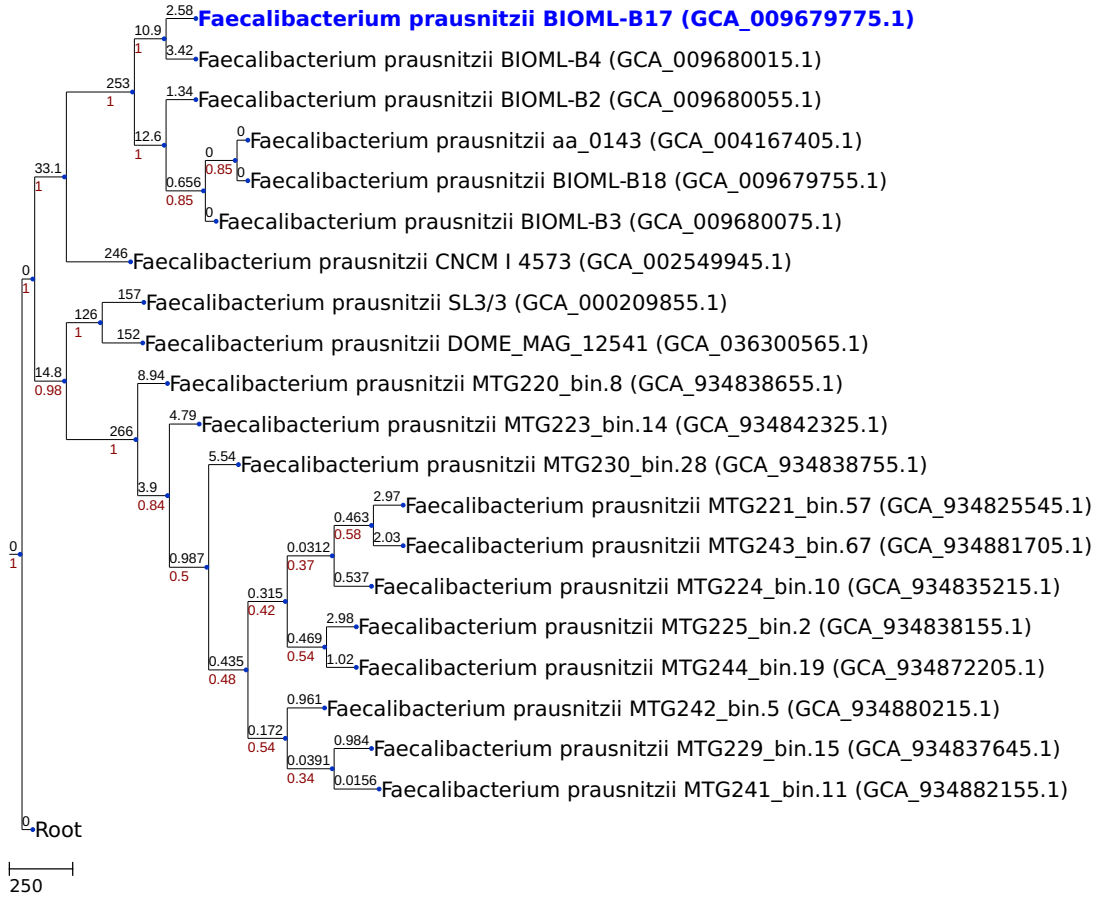 2.58
Faecalibacterium prausnitzii BIOML-B17 (GCA_009679775.1)
10.9
1
3.42
Faecalibacterium prausnitzii BIOML-B4 (GCA_009680015.1)
253
1
1.34
Faecalibacterium prausnitzii BIOML-B2 (GCA_009680055.1)
12.6
1
0
Faecalibacterium prausnitzii aa_0143 (GCA_004167405.1)
0
0.85
33.1
1
0.656
0.85
0
Faecalibacterium prausnitzii BIOML-B18 (GCA_009679755.1)
0
Faecalibacterium prausnitzii BIOML-B3 (GCA_009680075.1)
246
Faecalibacterium prausnitzii CNCM I 4573 (GCA_002549945.1)
0
1
157
Faecalibacterium prausnitzii SL3/3 (GCA_000209855.1)
126
1
152
Faecalibacterium prausnitzii DOME_MAG_12541 (GCA_036300565.1)
14.8
0.98
8.94
Faecalibacterium prausnitzii MTG220_bin.8 (GCA_934838655.1)
266
1
4.79
Faecalibacterium prausnitzii MTG223_bin.14 (GCA_934842325.1)
5.54
Faecalibacterium prausnitzii MTG230_bin.28 (GCA_934838755.1)
3.9
0.84
2.97
Faecalibacterium prausnitzii MTG221_bin.57 (GCA_934825545.1)
0.463
0.58
2.03
Faecalibacterium prausnitzii MTG243_bin.67 (GCA_934881705.1)
0
1
0.0312
0.37
0.987
0.5
0.537
Faecalibacterium prausnitzii MTG224_bin.10 (GCA_934835215.1)
0.315
0.42
2.98
Faecalibacterium prausnitzii MTG225_bin.2 (GCA_934838155.1)
0.469
0.54
1.02
Faecalibacterium prausnitzii MTG244_bin.19 (GCA_934872205.1)
0.435
0.48
0.961
Faecalibacterium prausnitzii MTG242_bin.5 (GCA_934880215.1)
0.172
0.54
0.984
Faecalibacterium prausnitzii MTG229_bin.15 (GCA_934837645.1)
0.0391
0.34
0.0156
Faecalibacterium prausnitzii MTG241_bin.11 (GCA_934882155.1)
0
Root
250